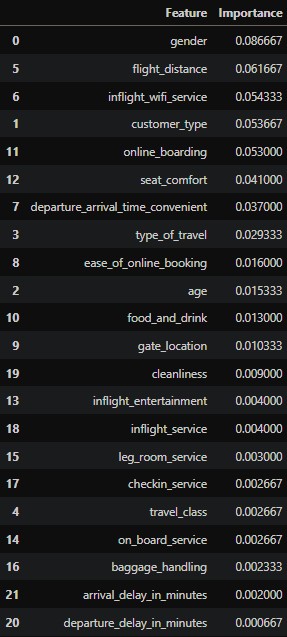 Feature Importance
0 gender 0.086667
5 flight_distance 0.061667
6 inflight_wifi_service 0.054333
1 customer_type 0.053667
11 online_boarding 0.053000
12 seat_comfort 0.041000
7 departure_arrival_time_convenient 0.037000
3 type_of_travel 0.029333
8 ease_of_online_booking 0.016000
2 age 0.015333
10 food_and_drink 0.013000
9 gate_location 0.010333
19 cleanliness 0.009000
13 inflight_entertainment 0.004000
18 inflight_service 0.004000
15 leg_room_service 0.003000
17 checkin_service 0.002667
4 travel_class 0.002667
14 on_board_service 0.002667
16 baggage_handling 0.002333
21 arrival_delay_in_minutes 0.002000
20 departure_delay_in_minutes 0.000667